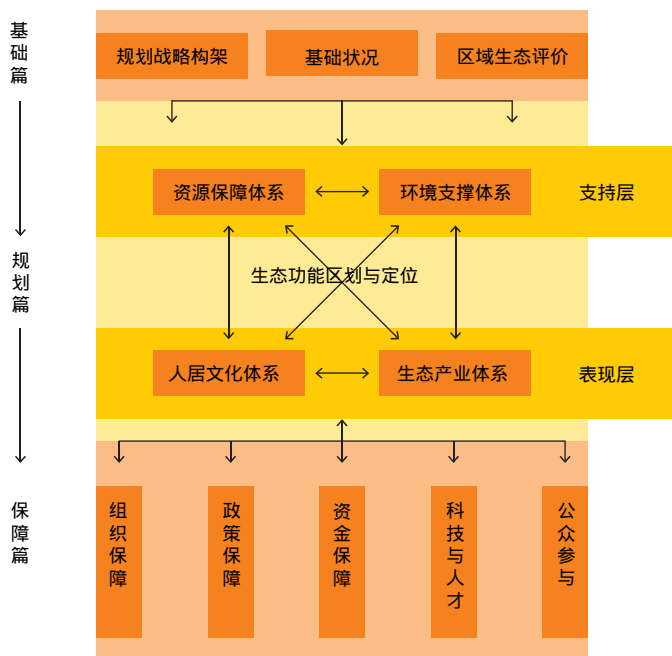 基础篇
规划战略构架
基础状况
区域生态评价
资源保障体系
环境支撑体系
支持层
规划篇
生态功能区划与定位
人居文化体系
生态产业体系
表现层
保障篇
组织保障
政策保障
资金保障
科技与人才
公众参与